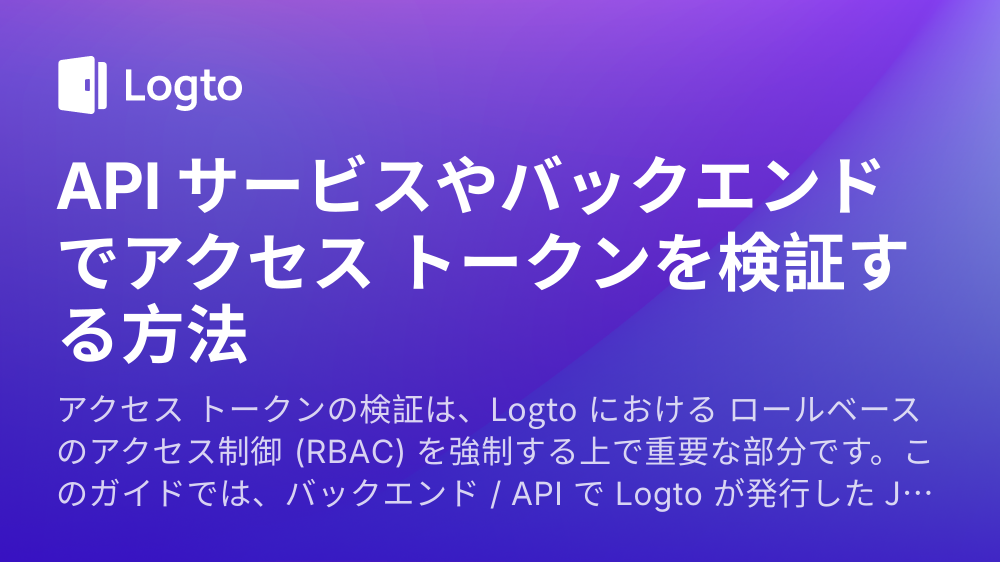 Logto
API サービスやバックエンド
でアクセス トークンを検証す
る方法
アクセス トークンの検証は、Logto における ロールベース
のアクセス制御 (RBAC) を強制する上で重要な部分です。こ
のガイドでは、バックエンド / API で Logto が発行した J…